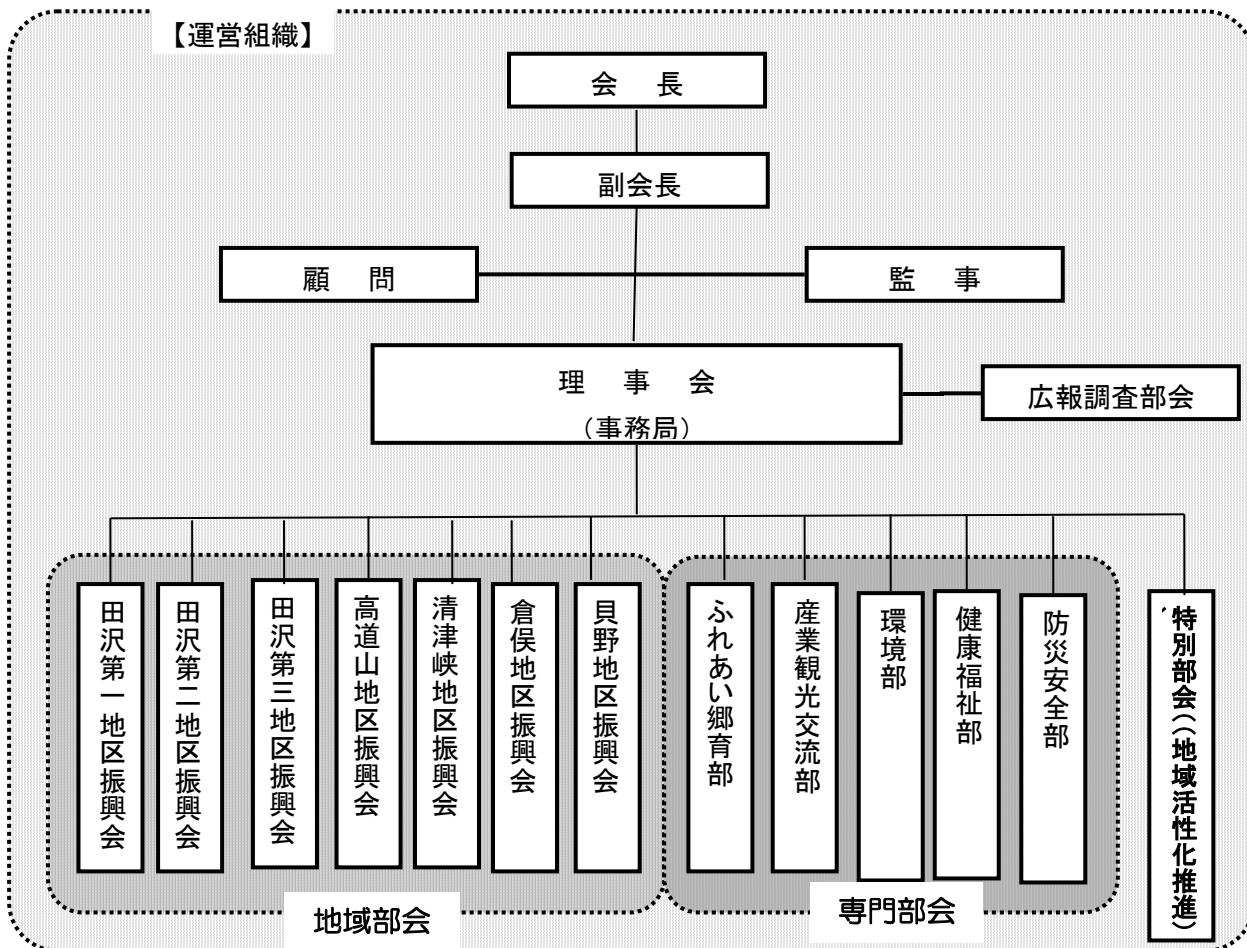 【運営組織】
会　長
副会長
顧　問
監　事
理　事　会
（事務局）
広報調査部会
田沢第一地区振興会
田沢第二地区振興会
田沢第三地区振興会
高道山地区振興会
清津峡地区振興会
倉俣地区振興会
貝野地区振興会
ふれあい郷育部
産業観光交流部
環境部
健康福祉部
防災安全部
特別部会（（地域活性化推進）
地域部会
専門部会